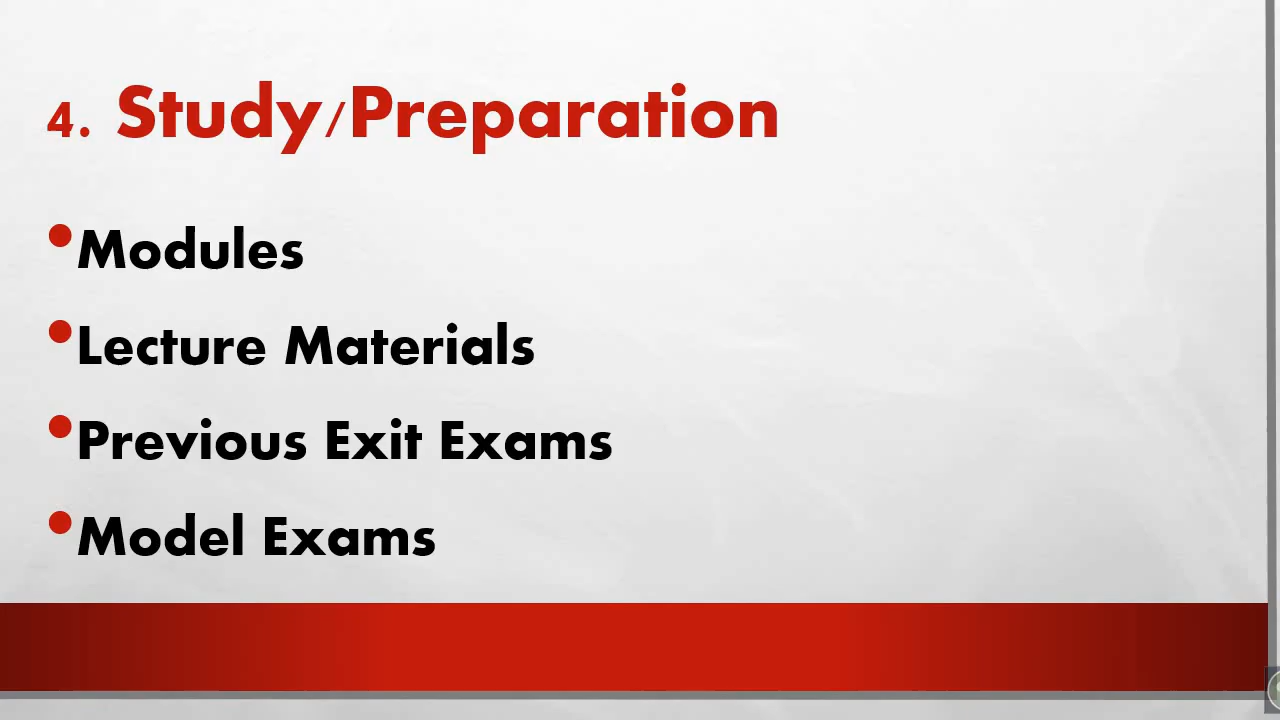 4. Study/Preparation
•Modules
•Lecture Materials
•Previous Exit Exams
•Model Exams